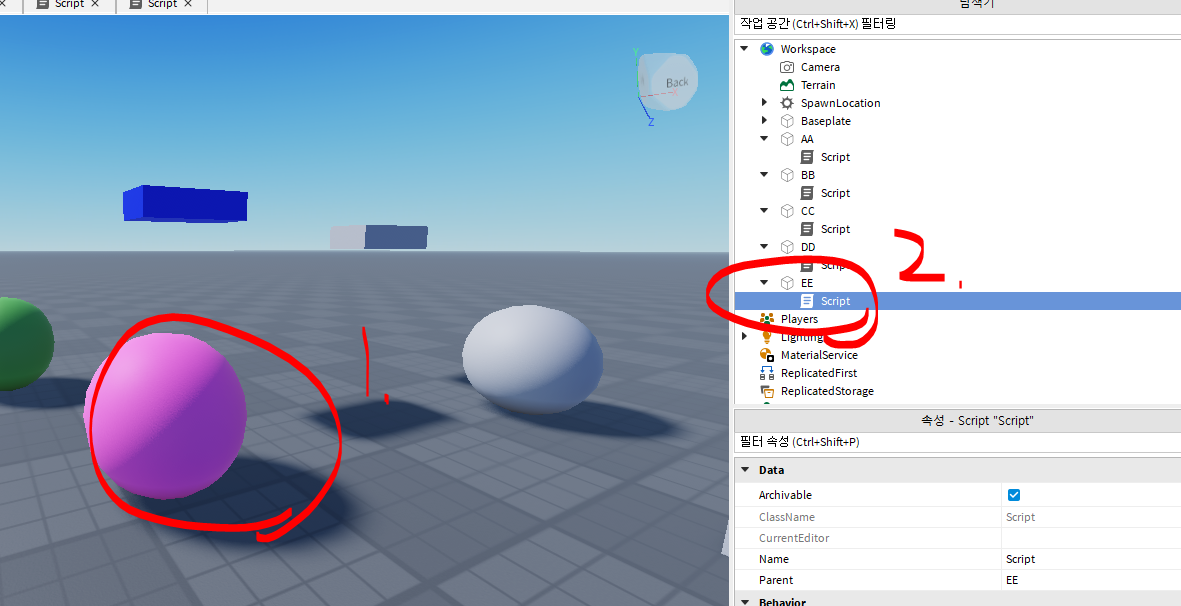 Script ×
Script ×
Y
Back
X
Z
1.
2.
탐색기
작업 공간 (Ctrl+Shift+X) 필터링
Workspace
Camera
Terrain
SpawnLocation
Baseplate
AA
Script
BB
Script
CC
Script
DD
Script
EE
Script
Players
Lighting
MaterialService
ReplicatedFirst
ReplicatedStorage
속성 - Script "Script"
필터 속성 (Ctrl+Shift+P)
Data
Archivable
ClassName Script
CurrentEditor
Name Script
Parent EE
Behavior